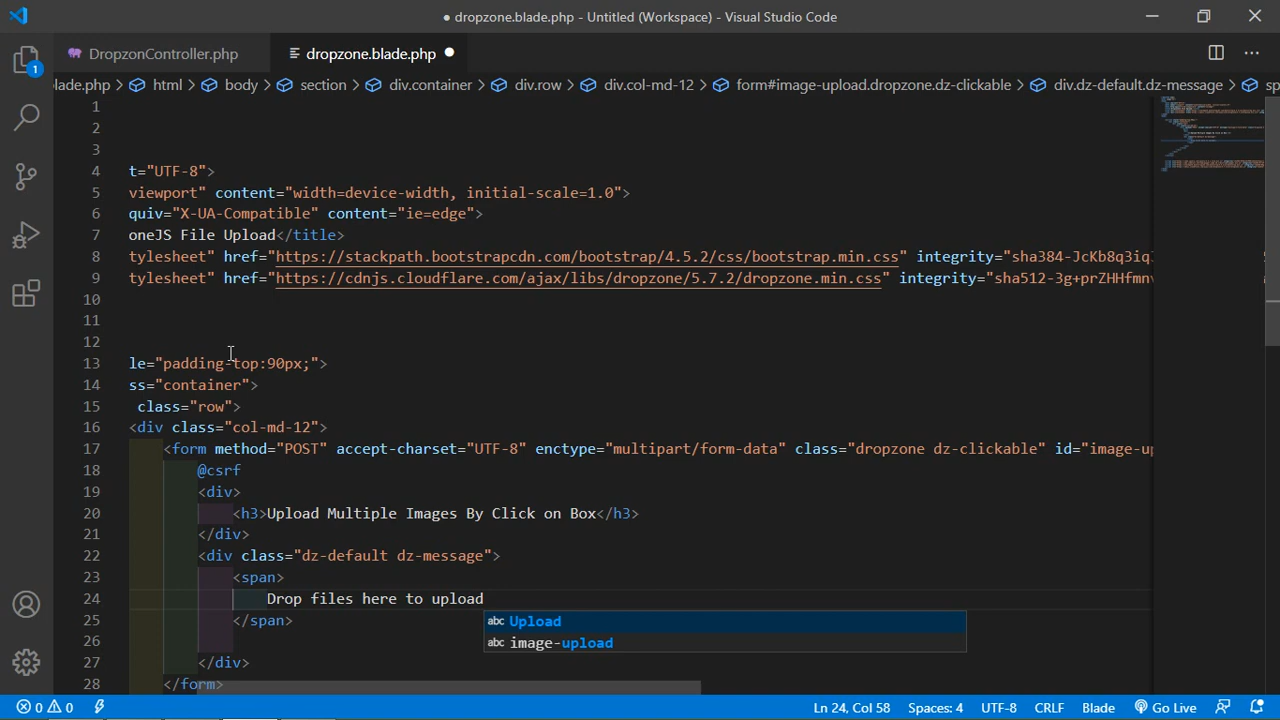 ● dropzone.blade.php - Untitled (Workspace) - Visual Studio Code
DropzonController.php
dropzone.blade.php ●
1
lade.php > html > body > section > div.container > div.row > div.col-md-12 > form#image-upload.dropzone.dz-clickable > div.dz-default.dz-message > sp
1
2
3
4 t="UTF-8">
5 viewport" content="width=device-width, initial-scale=1.0">
6 quiv="X-UA-Compatible" content="ie=edge">
7 oneJS File Upload</title>
8 tylesheet" href="https://stackpath.bootstrapcdn.com/bootstrap/4.5.2/css/bootstrap.min.css" integrity="sha384-JcKb8q3iq
9 tylesheet" href="https://cdnjs.cloudflare.com/ajax/libs/dropzone/5.7.2/dropzone.min.css" integrity="sha512-3g+prZHHfmn
10
11
12
13 le="padding-top:90px;">
14 ss="container">
15 class="row">
16 <div class="col-md-12">
17 <form method="POST" accept-charset="UTF-8" enctype="multipart/form-data" class="dropzone dz-clickable" id="image-up
18 @csrf
19 <div>
20 <h3>Upload Multiple Images By Click on Box</h3>
21 </div>
22 <div class="dz-default dz-message">
23 <span>
24 Drop files here to upload
abc Upload
25 </span>
abc image-upload
26
27 </div>
28 </form>
0 0
Ln 24, Col 58 Spaces: 4 UTF-8 CRLF Blade Go Live